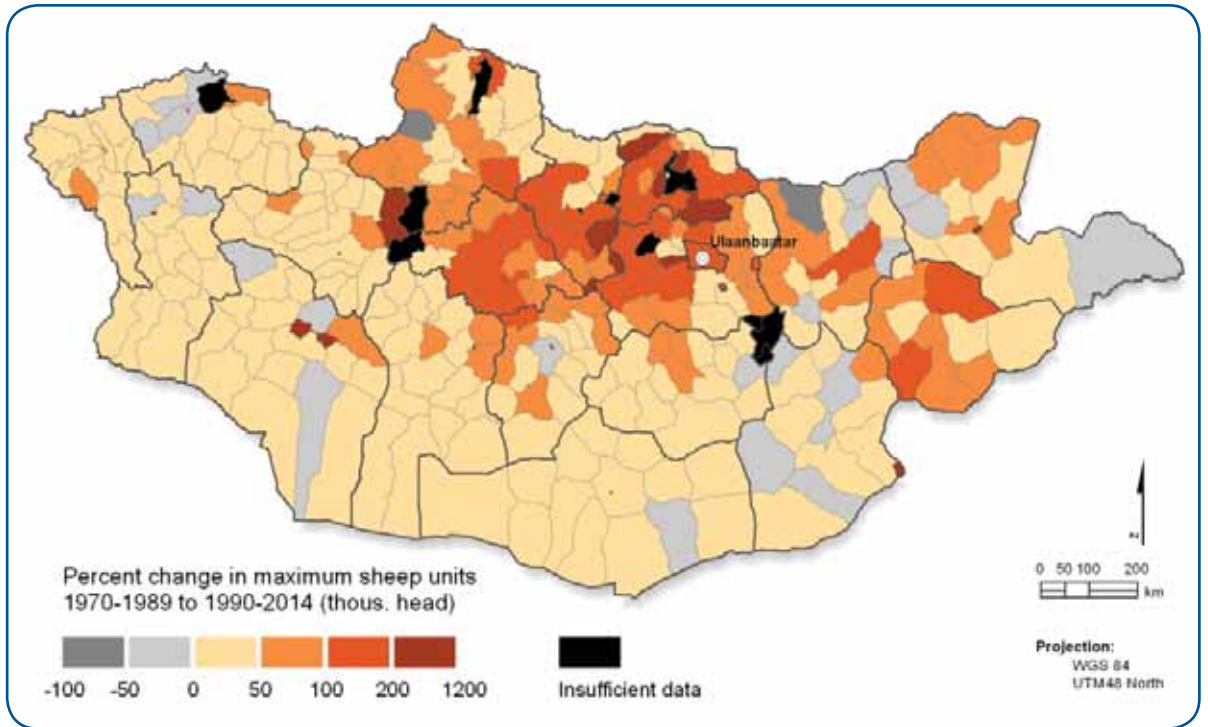 Ulaanbaatar
Percent change in maximum sheep units
1970-1989 to 1990-2014 (thous. head)
-100 -50 0 50 100 200 1200
Insufficient data
N
0 50 100 200
km
Projection:
WGS 84
UTM48 North